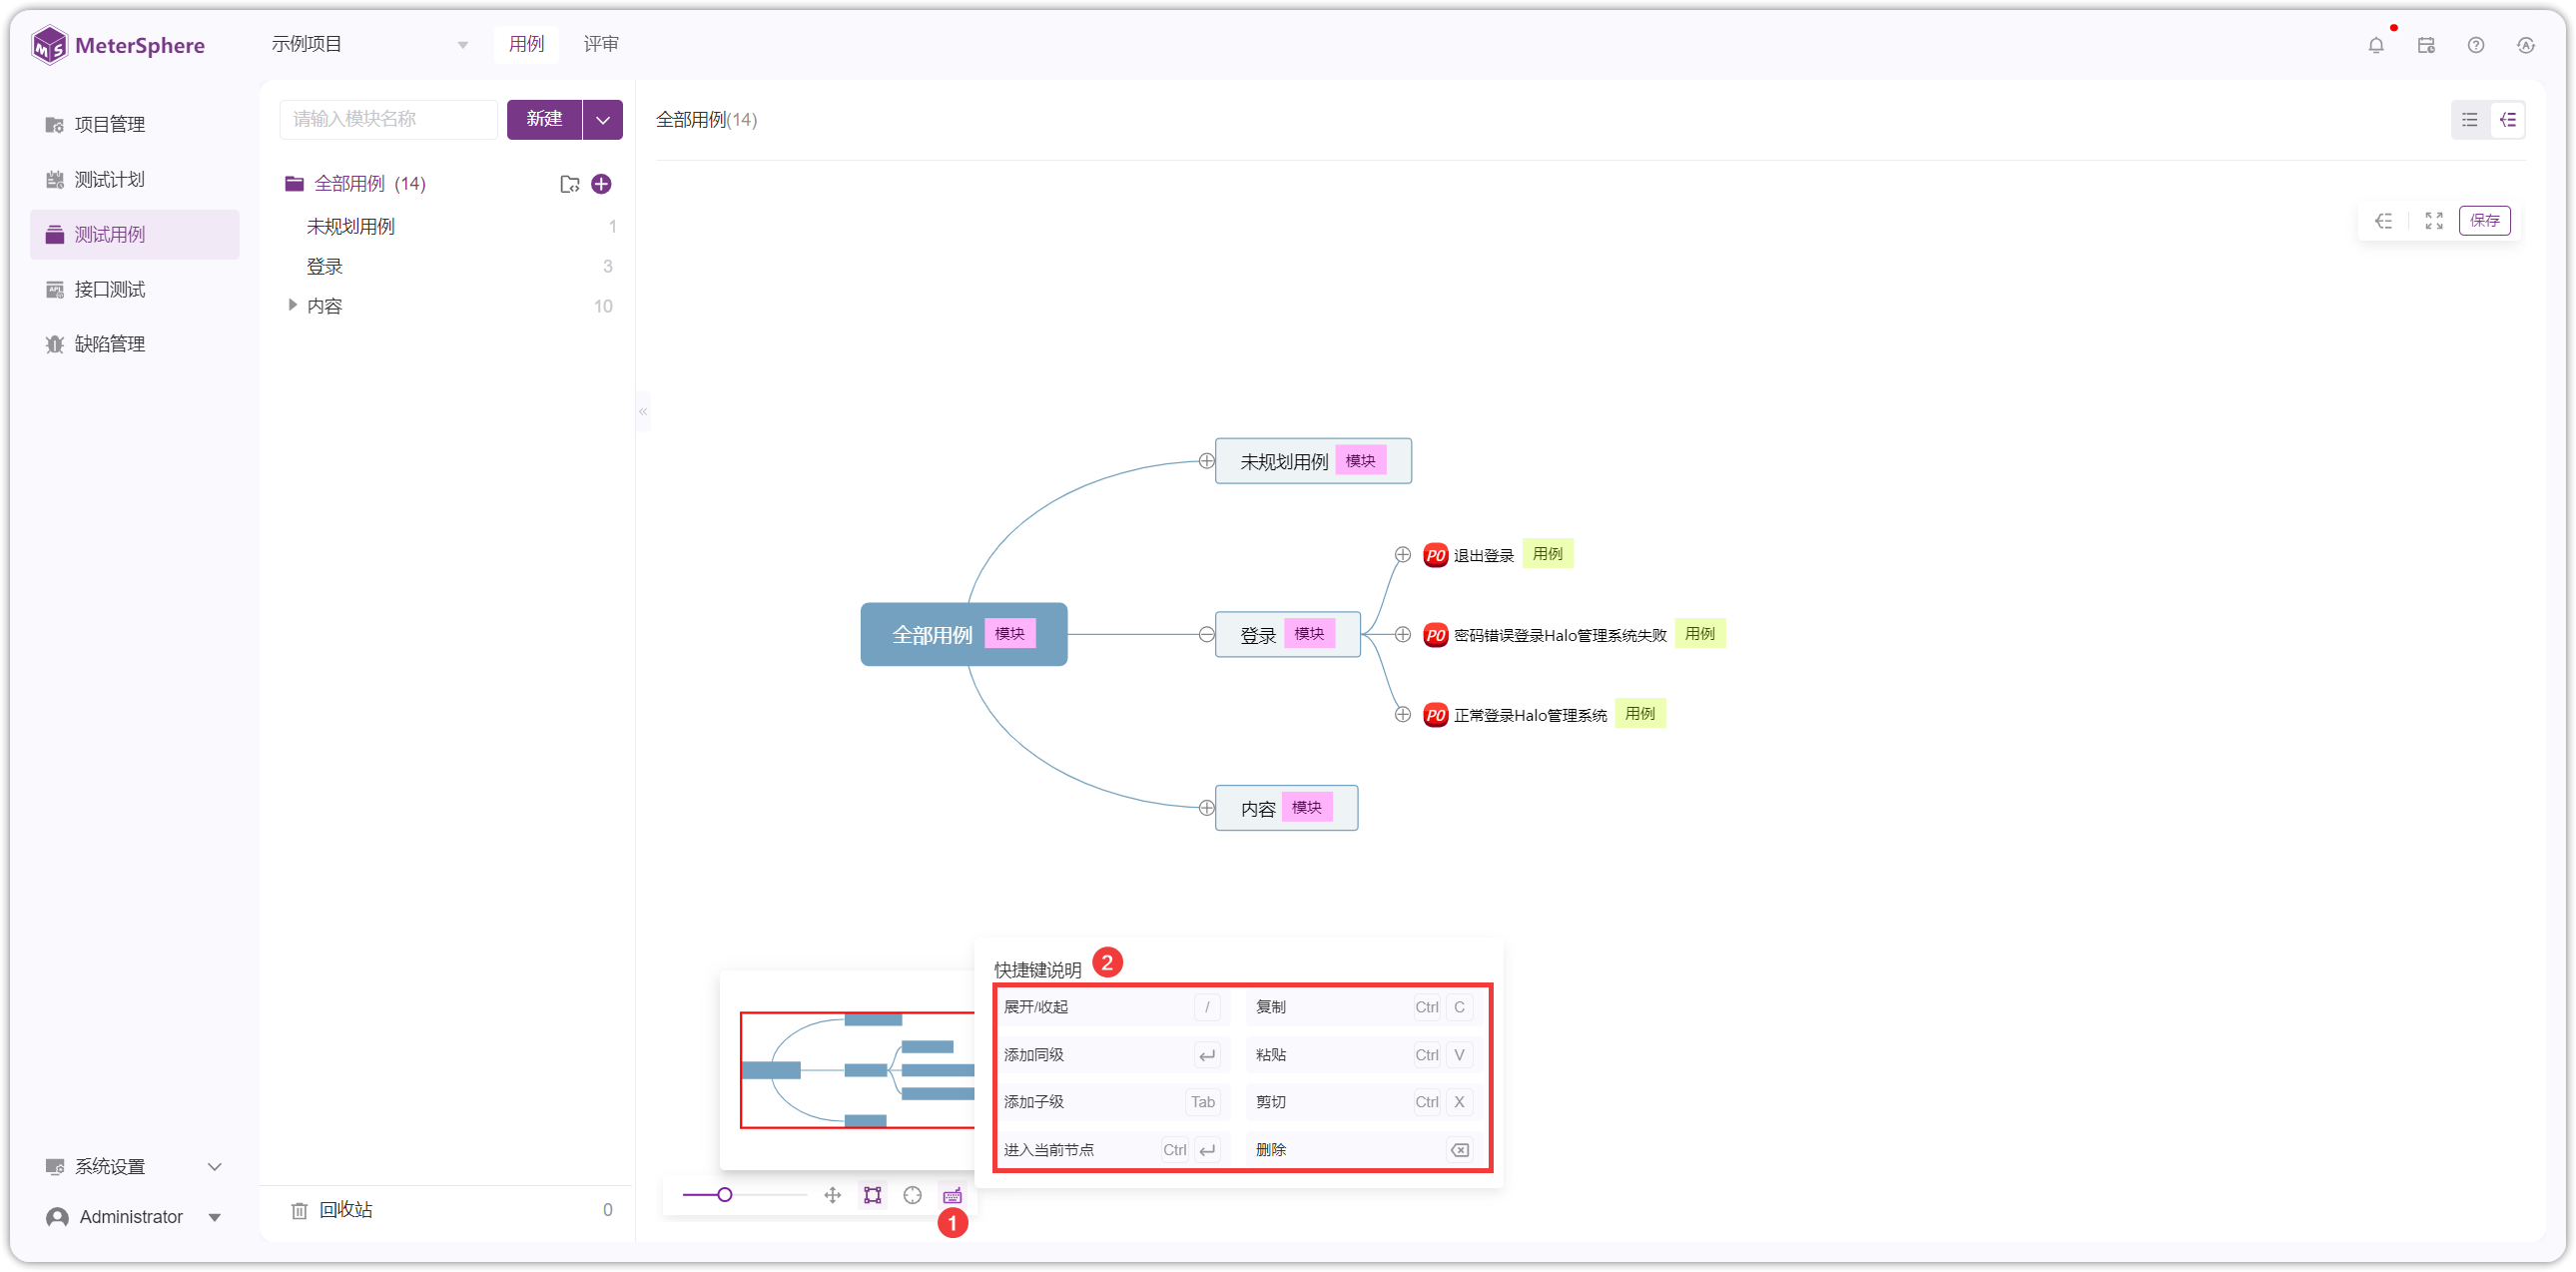 MeterSphere
示例项目
用例
评审
项目管理
测试计划
测试用例
接口测试
缺陷管理
系统设置
Administrator
请输入模块名称
新建
全部用例 (14)
未规划用例 1
登录 3
内容 10
回收站 0
全部用例(14)
保存
未规划用例 模块
P0 退出登录 用例
全部用例 模块
登录 模块
P0 密码错误登录Halo管理系统失败 用例
P0 正常登录Halo管理系统 用例
内容 模块
快捷键说明 2
展开/收起 /
复制 Ctrl C
添加同级
粘贴 Ctrl V
添加子级 Tab
剪切 Ctrl X
进入当前节点 Ctrl
删除
1